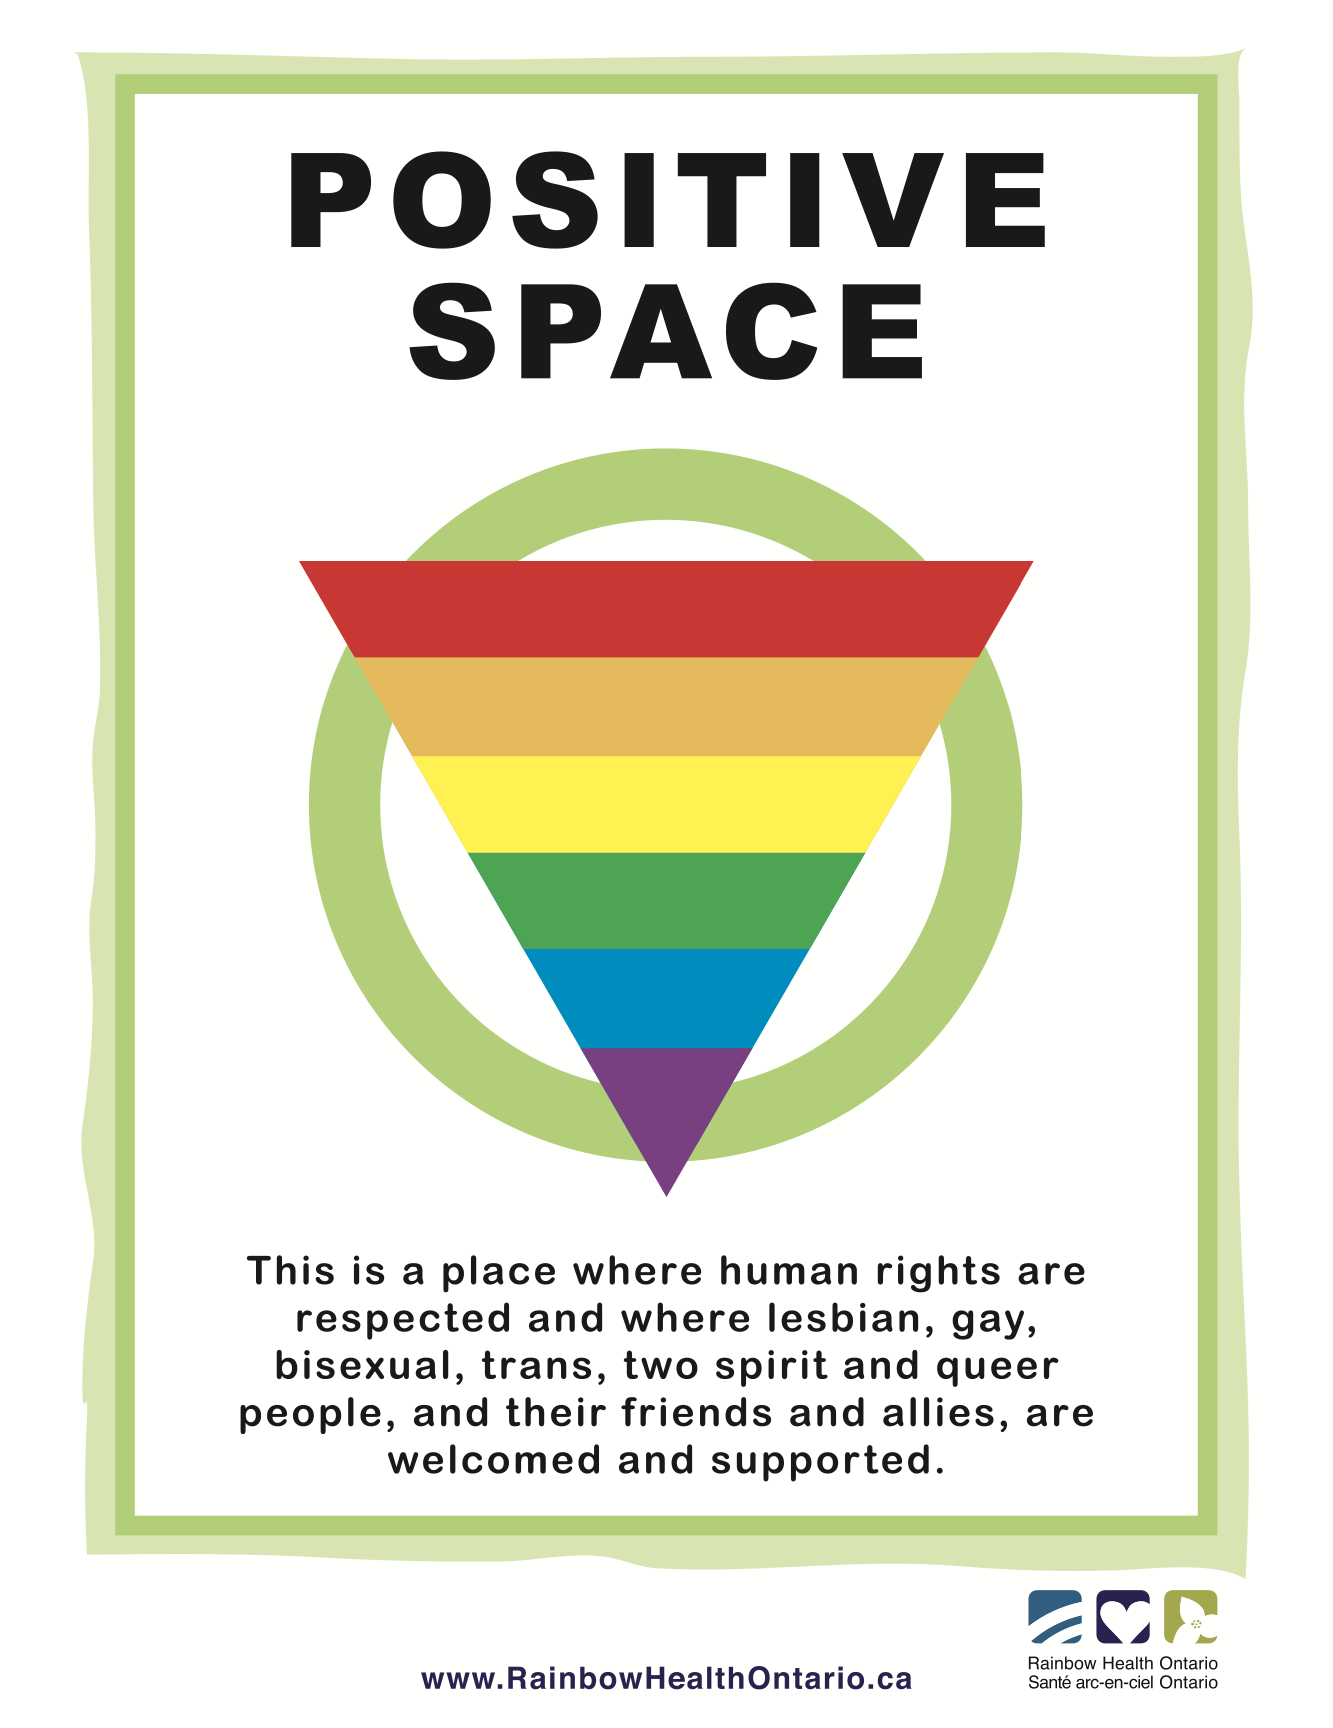 POSITIVE
SPACE
This is a place where human rights are
respected and where lesbian, gay,
bisexual, trans, two spirit and queer
people, and their friends and allies, are
welcomed and supported.
www.RainbowHealthOntario.ca
Rainbow Health Ontario
Santé arc-en-ciel Ontario